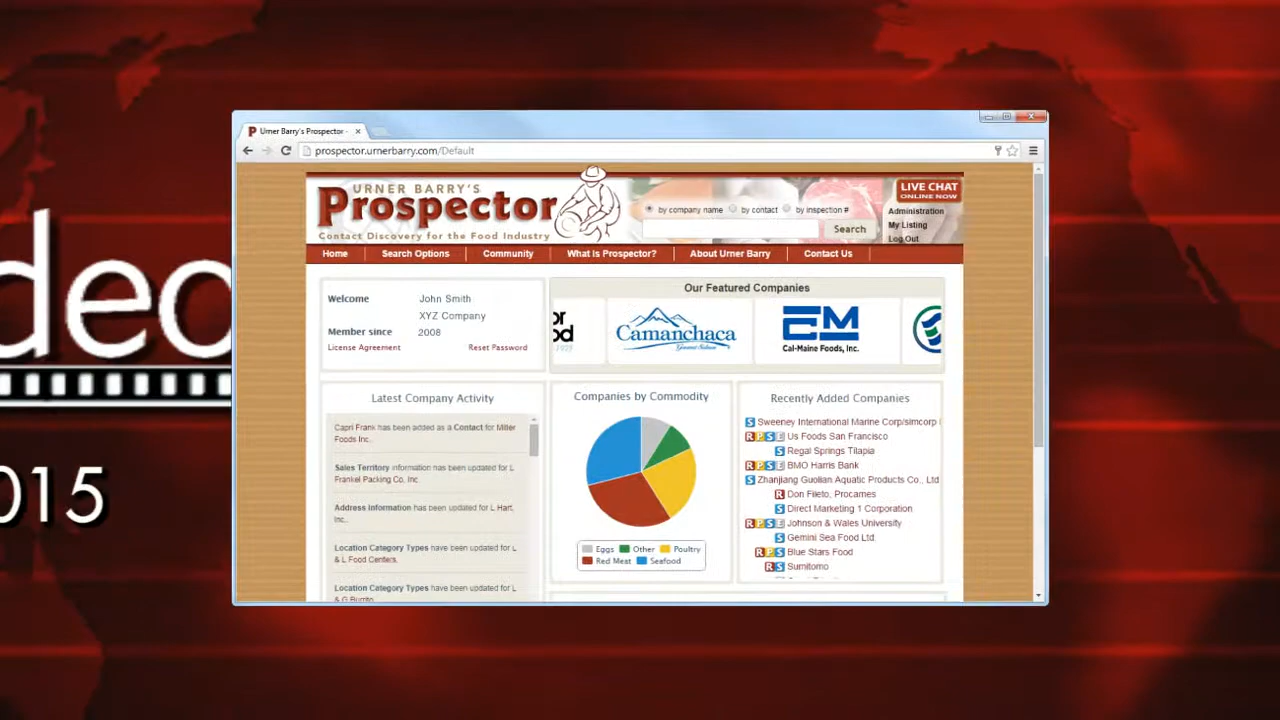 deo
2015
Urner Barry's Prospector -
prospector.urnerbarry.com/Default
URNER BARRY'S
Prospector
Contact Discovery for the Food Industry
by company name by contact by inspection #
Search
LIVE CHAT
ONLINE NOW
Administration
My Listing
Log Out
Home Search Options Community What Is Prospector? About Urner Barry Contact Us
Welcome John Smith
XYZ Company
Member since 2008
License Agreement Reset Password
Our Featured Companies
or
od
Camanchaca
Gourmet Salmon
CM
Cal-Maine Foods, Inc.
Latest Company Activity
Capri Frank has been added as a Contact for Miller
Foods Inc.
Sales Territory information has been updated for L
Frankel Packing Co, Inc
Address Information has been updated for L Hart,
Inc.
Location Category Types have been updated for L
& L Food Centers.
Location Category Types have been updated for L
& G Burrito
Companies by Commodity
Eggs Other Poultry
Red Meat Seafood
Recently Added Companies
S Sweeney International Marine Corp/simcorp
R P S E Us Foods San Francisco
S Regal Springs Tilapia
R P S E BMO Harris Bank
S Zhanjiang Guolian Aquatic Products Co., Ltd
R Don Fileto, Procames
S Direct Marketing 1 Corporation
R P S E Johnson & Wales University
S Gemini Sea Food Ltd.
R P S Blue Stars Food
R S Sumitomo